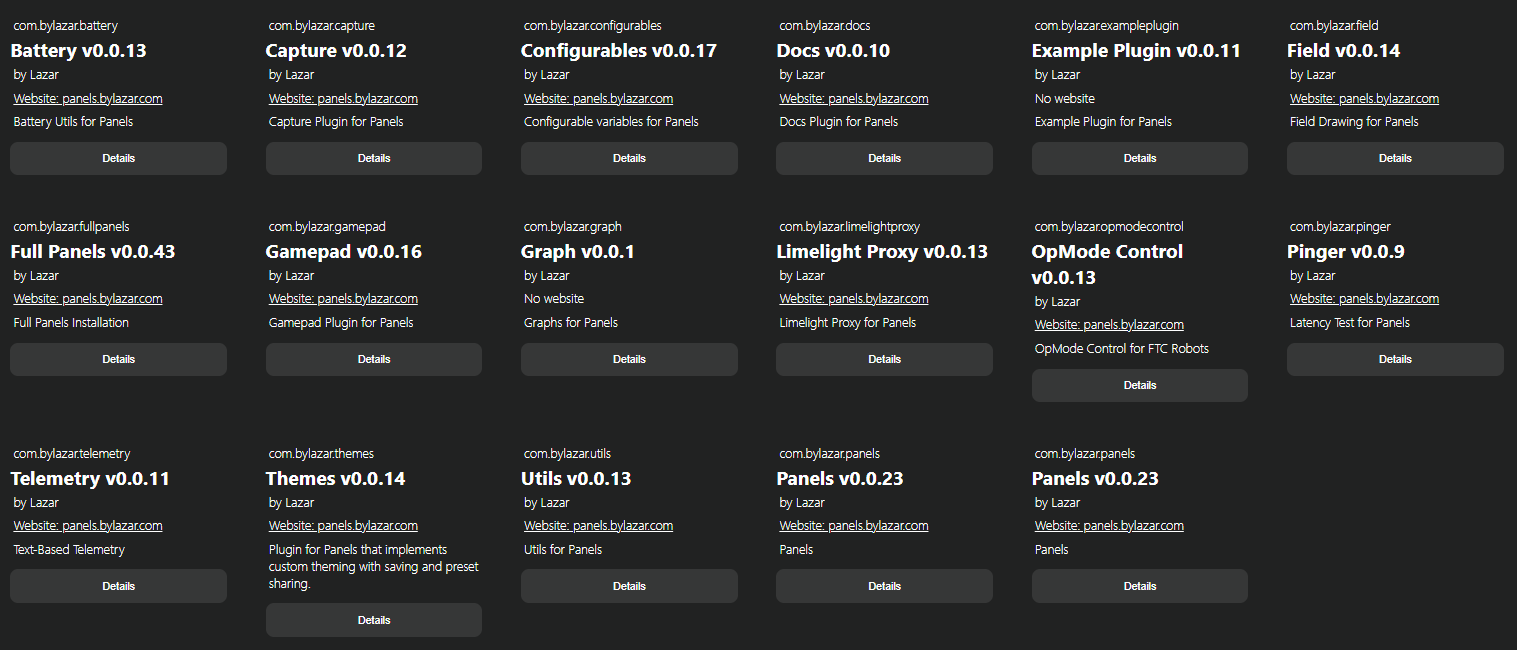 com.bylazar.battery
Battery v0.0.13
by Lazar
Website: panels.bylazar.com
Battery Utils for Panels
Details
com.bylazar.capture
Capture v0.0.12
by Lazar
Website: panels.bylazar.com
Capture Plugin for Panels
Details
com.bylazar.configurables
Configurables v0.0.17
by Lazar
Website: panels.bylazar.com
Configurable variables for Panels
Details
com.bylazar.docs
Docs v0.0.10
by Lazar
Website: panels.bylazar.com
Docs Plugin for Panels
Details
com.bylazar.exampleplugin
Example Plugin v0.0.11
by Lazar
No website
Example Plugin for Panels
Details
com.bylazar.field
Field v0.0.14
by Lazar
Website: panels.bylazar.com
Field Drawing for Panels
Details
com.bylazar.fullpanels
Full Panels v0.0.43
by Lazar
Website: panels.bylazar.com
Full Panels Installation
Details
com.bylazar.gamepad
Gamepad v0.0.16
by Lazar
Website: panels.bylazar.com
Gamepad Plugin for Panels
Details
com.bylazar.graph
Graph v0.0.1
by Lazar
No website
Graphs for Panels
Details
com.bylazar.limelightproxy
Limelight Proxy v0.0.13
by Lazar
Website: panels.bylazar.com
Limelight Proxy for Panels
Details
com.bylazar.opmodecontrol
OpMode Control
v0.0.13
by Lazar
Website: panels.bylazar.com
OpMode Control for FTC Robots
Details
com.bylazar.pinger
Pinger v0.0.9
by Lazar
Website: panels.bylazar.com
Latency Test for Panels
Details
com.bylazar.telemetry
Telemetry v0.0.11
by Lazar
Website: panels.bylazar.com
Text-Based Telemetry
Details
com.bylazar.themes
Themes v0.0.14
by Lazar
Website: panels.bylazar.com
Plugin for Panels that implements
custom theming with saving and preset
sharing.
Details
com.bylazar.utils
Utils v0.0.13
by Lazar
Website: panels.bylazar.com
Utils for Panels
Details
com.bylazar.panels
Panels v0.0.23
by Lazar
Website: panels.bylazar.com
Panels
Details
com.bylazar.panels
Panels v0.0.23
by Lazar
Website: panels.bylazar.com
Panels
Details